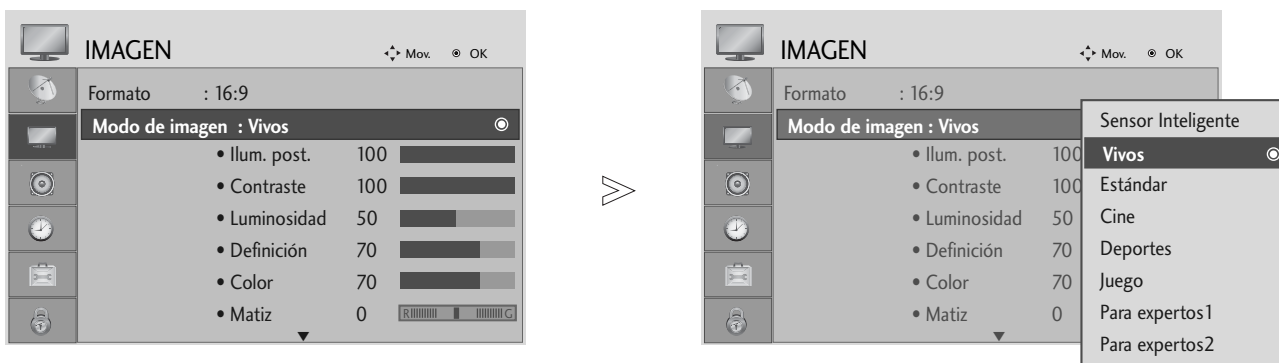 IMAGEN Mov. OK
Formato : 16:9
Modo de imagen : Vivos
• Ilum. post. 100
• Contraste 100
• Luminosidad 50
• Definición 70
• Color 70
• Matiz 0 R G
IMAGEN Mov. OK
Formato : 16:9
Modo de imagen : Vivos
• Ilum. post. 100
• Contraste 100
• Luminosidad 50
• Definición 70
• Color 70
• Matiz 0
Sensor Inteligente
Vivos
Estándar
Cine
Deportes
Juego
Para expertos1
Para expertos2